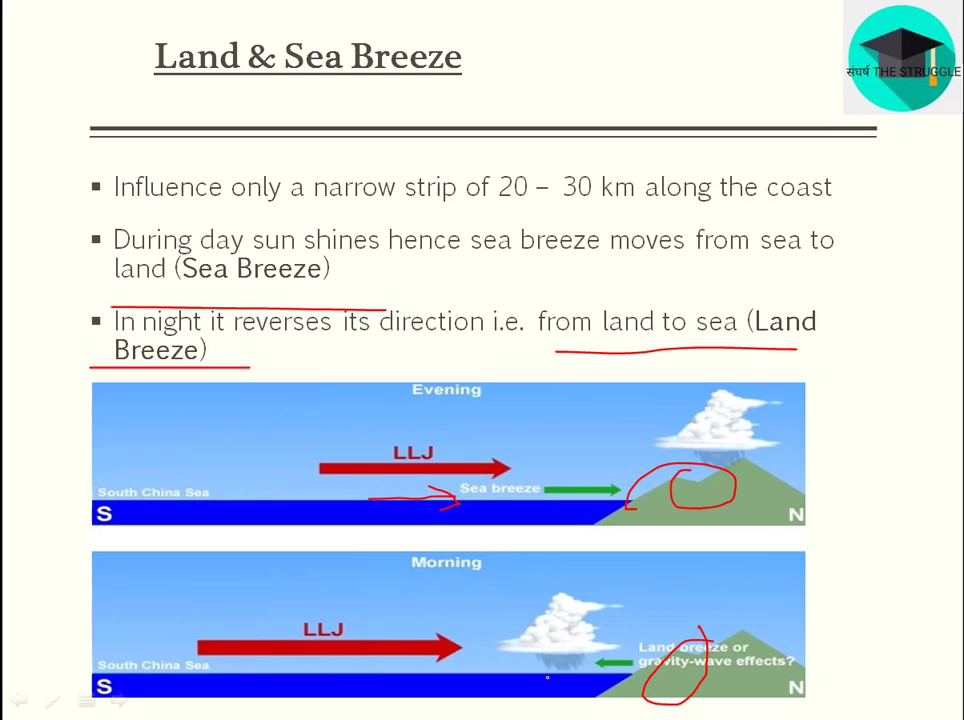 Land & Sea Breeze
संघर्ष THE STRUGGLE
▪ Influence only a narrow strip of 20 – 30 km along the coast
▪ During day sun shines hence sea breeze moves from sea to
land (Sea Breeze)
▪ In night it reverses its direction i.e. from land to sea (Land
Breeze)
Evening
LLJ
Sea breeze
South China Sea
S
N
Morning
LLJ
Land breeze or
gravity-wave effects?
South China Sea
S
N